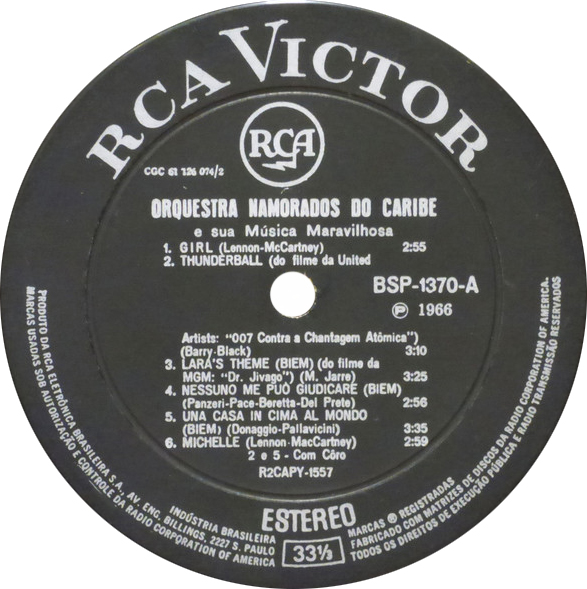 RCA VICTOR
RCA
CGC 61 126 074/2
ORQUESTRA NAMORADOS DO CARIBE
e sua Música Maravilhosa
1. GIRL (Lennon-McCartney) 2:55
2. THUNDERBALL (do filme da United
BSP-1370-A
Ⓟ 1966
Artists: "007 Contra a Chantagem Atômica")
(Barry-Black) 3:10
3. LARA'S THEME (BIEM) (do filme da
MGM: "Dr. Jivago") (M. Jarre) 3:25
4. NESSUNO ME PUÓ GIUDICARE (BIEM)
(Panzeri-Pace-Beretta-Del Prete) 2:56
5. UNA CASA IN CIMA AL MONDO
(BIEM) (Donaggio-Pallavicini) 3:35
6. MICHELLE (Lennon-MacCartney) 2:59
2 e 5 - Com Côro
R2CAPY-1557
ESTEREO
33⅓
PRODUTO DA RCA ELETRÔNICA BRASILEIRA S.A., AV. ENG. BILLINGS, 2227 S. PAULO
INDÚSTRIA BRASILEIRA
MARCAS USADAS SOB AUTORIZAÇÃO E CONTROLE DA RADIO CORPORATION OF AMERICA
MARCAS ® REGISTRADAS
FABRICADO COM MATRIZES DE DISCOS DA RADIO CORPORATION OF AMERICA.
TODOS OS DIREITOS DE EXECUÇÃO PÚBLICA E RADIO TRANSMISSÃO RESERVADOS